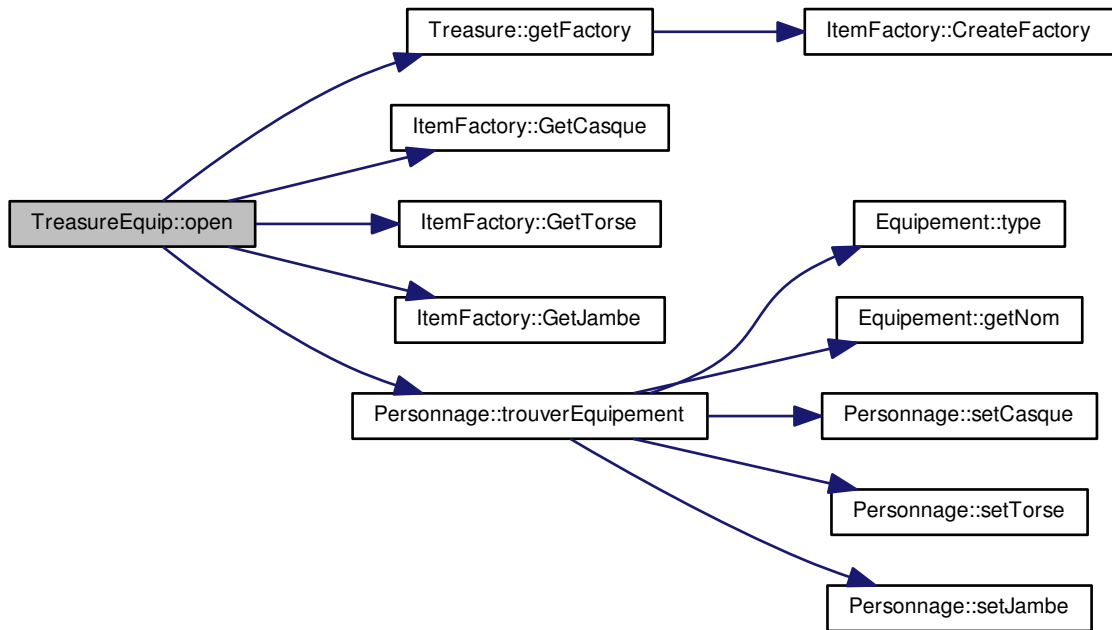 Treasure::getFactory
ItemFactory::CreateFactory
ItemFactory::GetCasque
TreasureEquip::open
ItemFactory::GetTorse
Equipement::type
ItemFactory::GetJambe
Equipement::getNom
Personnage::trouverEquipement
Personnage::setCasque
Personnage::setTorse
Personnage::setJambe